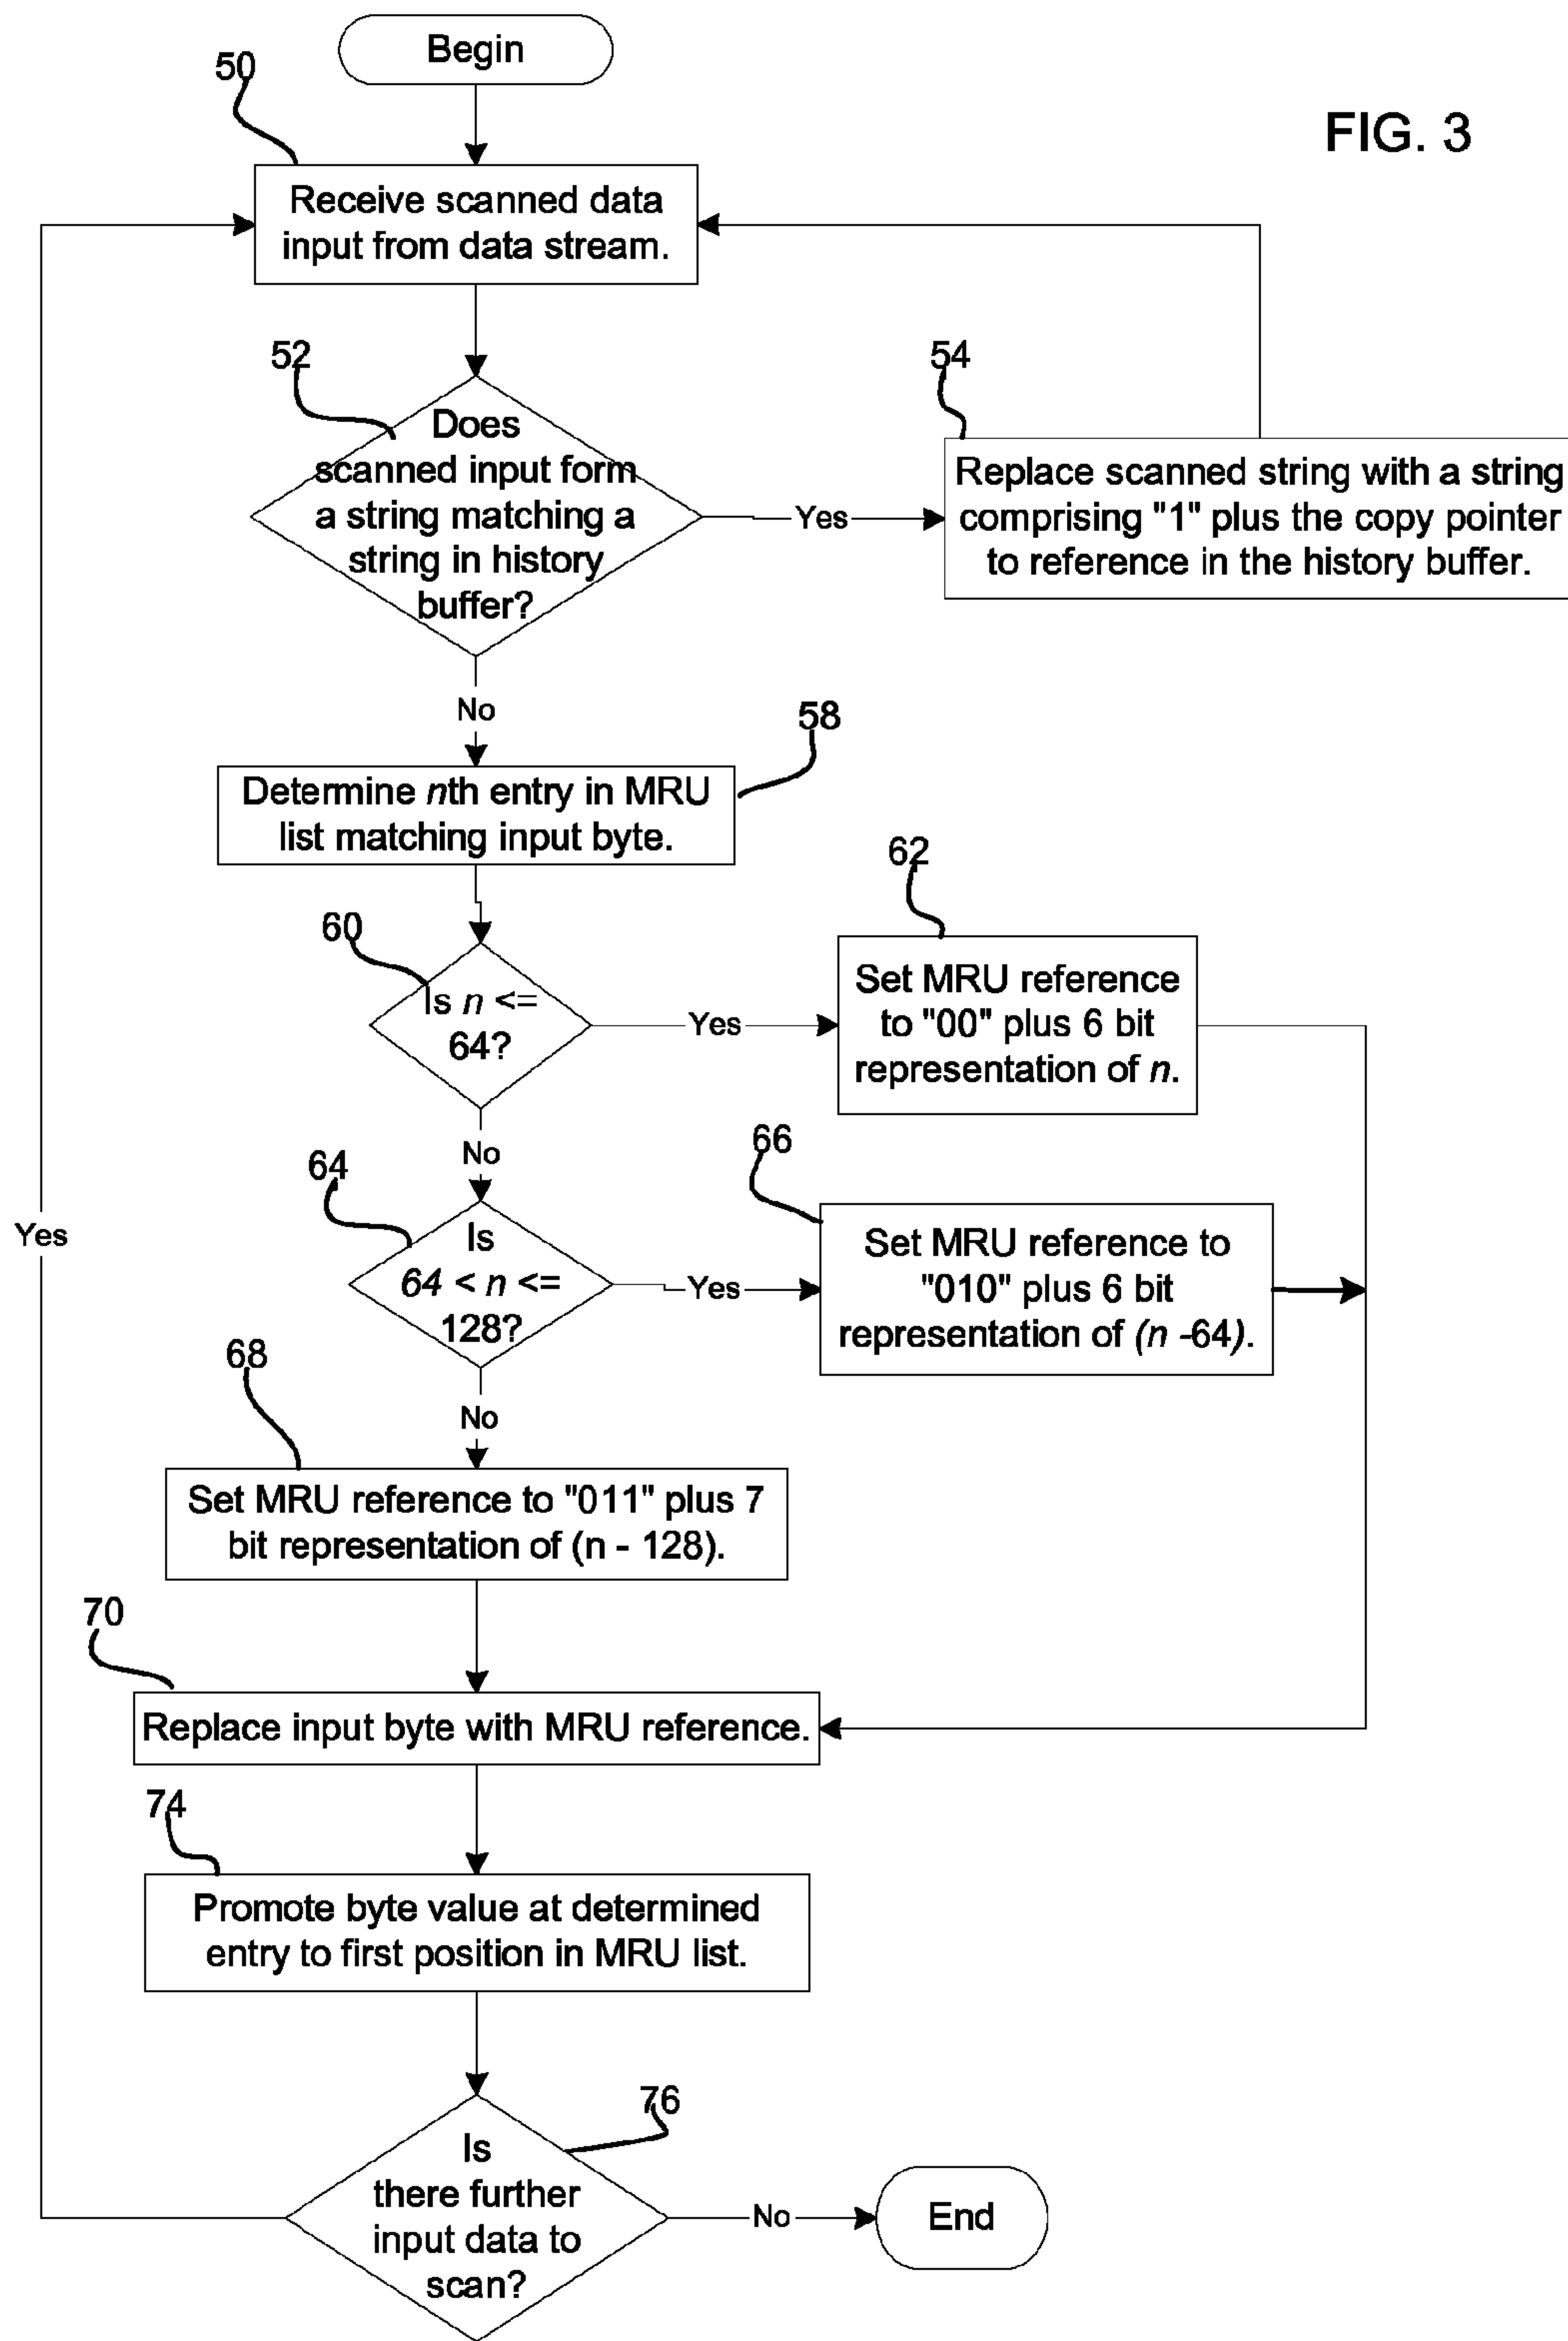 Begin
50
FIG. 3
Receive scanned data
input from data stream.
52
Does
scanned input form
a string matching a
string in history
buffer?
Yes
54
Replace scanned string with a string
comprising "1" plus the copy pointer
to reference in the history buffer.
No
58
Determine nth entry in MRU
list matching input byte.
60
Is n <=
64?
Yes
62
Set MRU reference
to "00" plus 6 bit
representation of n.
No
64
Is
64 < n <=
128?
Yes
66
Set MRU reference to
"010" plus 6 bit
representation of (n -64).
Yes
No
68
Set MRU reference to "011" plus 7
bit representation of (n - 128).
70
Replace input byte with MRU reference.
74
Promote byte value at determined
entry to first position in MRU list.
76
Is
there further
input data to
scan?
No
End